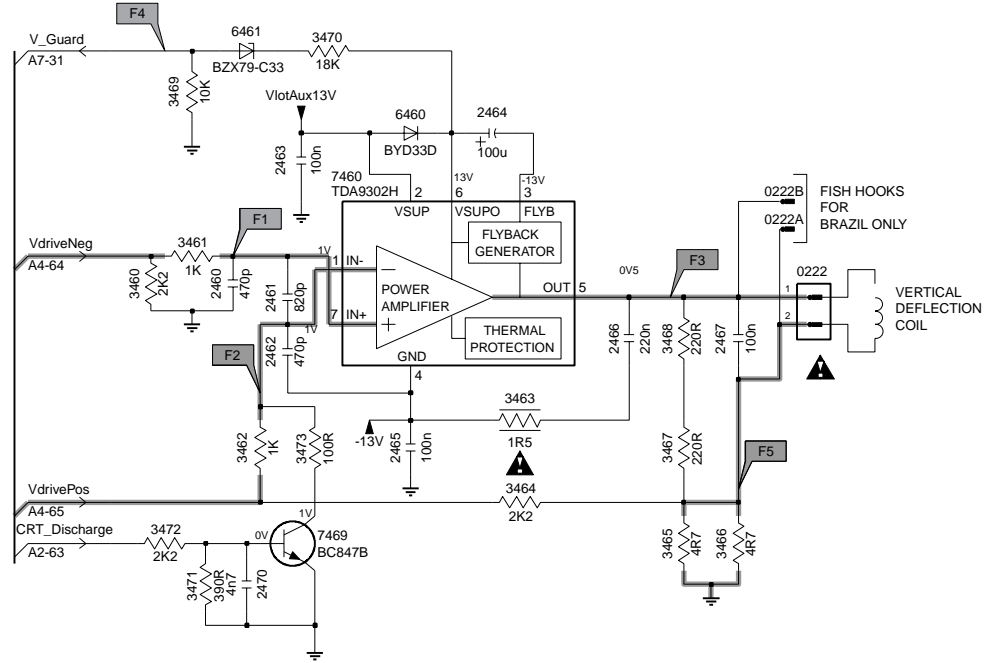 F4
V_Guard
A7-31
6461
BZX79-C33
3470
18K
3469
10K
VlotAux13V
6460
BYD33D
2464
+
100u
2463
100n
7460
TDA9302H
13V
-13V
2
6
3
VSUP
VSUPO
FLYB
FLYBACK
GENERATOR
0222B
0222A
FISH HOOKS
FOR
BRAZIL ONLY
F1
VdriveNeg
A4-64
3461
1K
3460
2K2
2460
470p
2461
820p
1V
1
IN-
POWER
AMPLIFIER
7
IN+
1V
2462
470p
THERMAL
PROTECTION
OUT
5
0V5
F3
0222
1
2
VERTICAL
DEFLECTION
COIL
2466
220n
3468
220R
2467
100n
GND
4
F2
3462
1K
3473
100R
-13V
2465
100n
3463
1R5
3467
220R
F5
VdrivePos
A4-65
3464
2K2
CRT_Discharge
A2-63
3472
2K2
0V
1V
7469
BC847B
3471
390R
4n7
2470
3465
4R7
3466
4R7